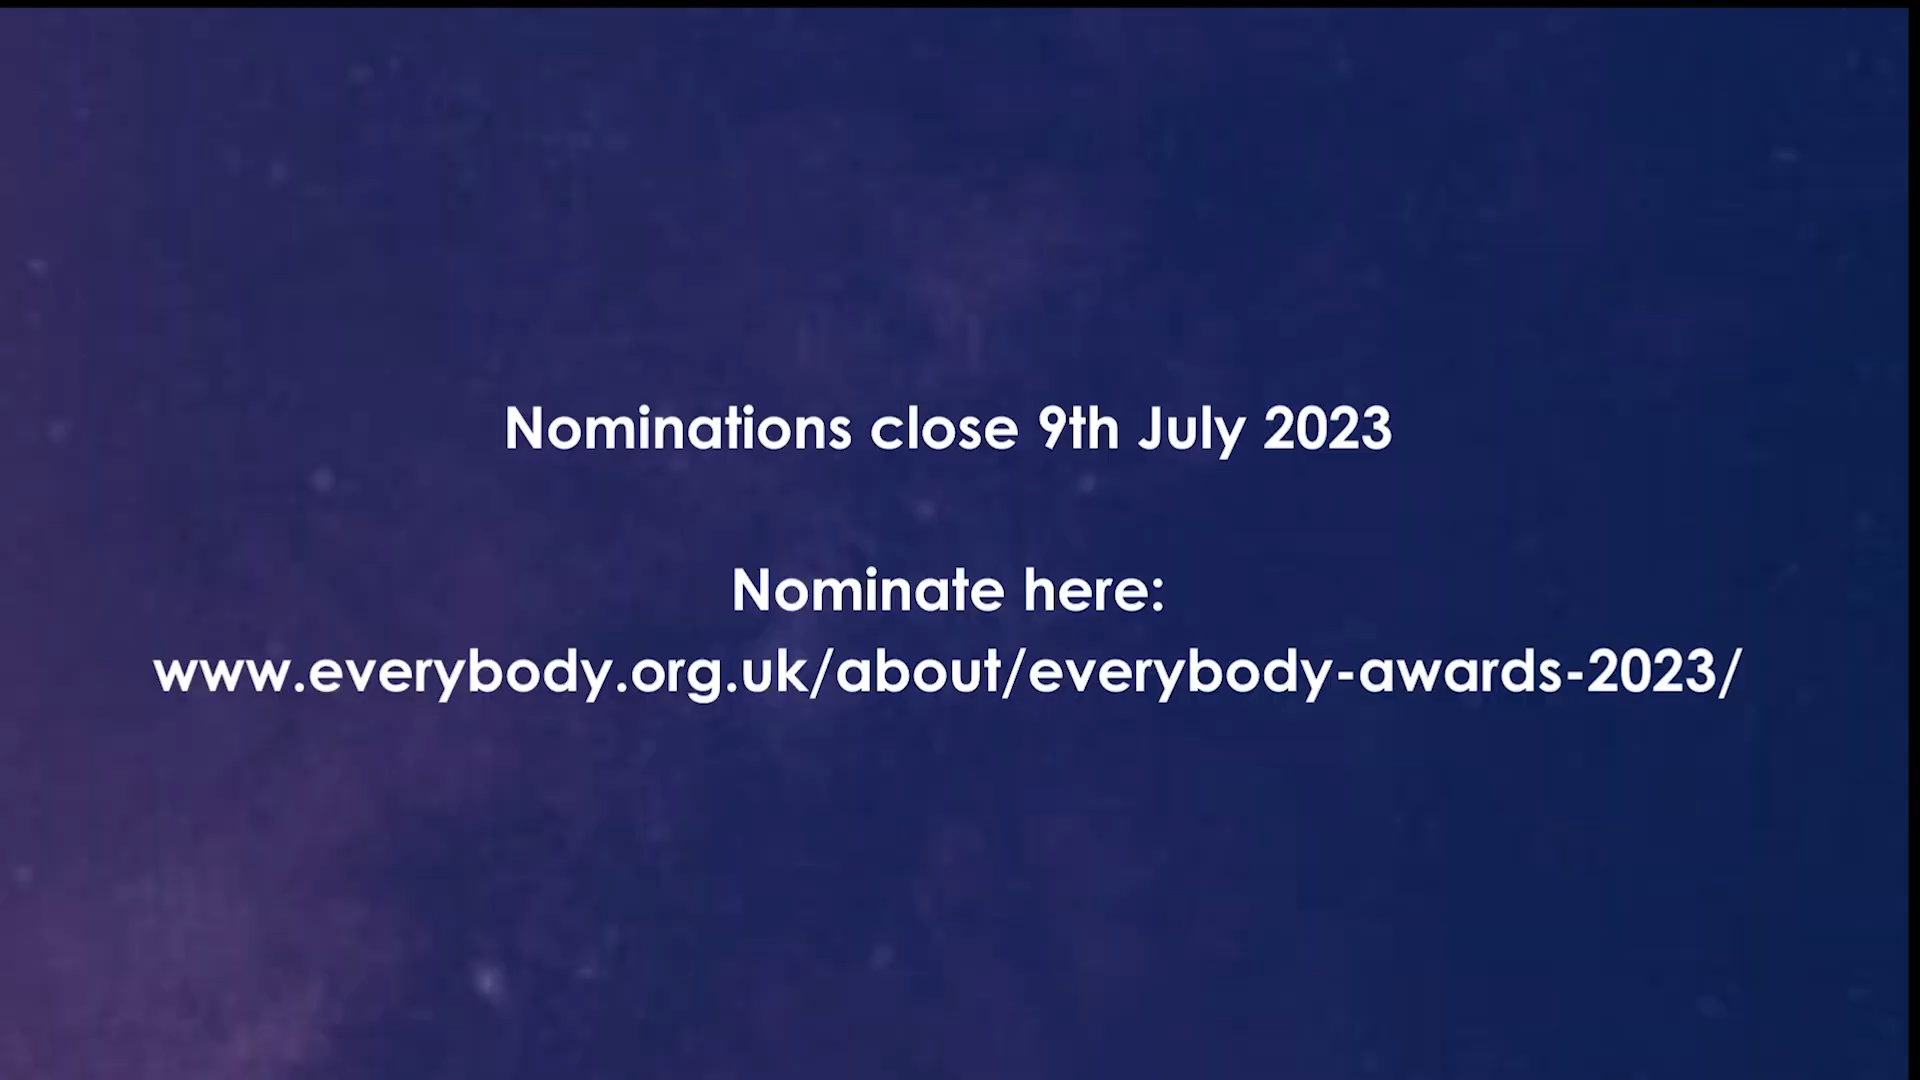 Nominations close 9th July 2023
Nominate here:
www.everybody.org.uk/about/everybody-awards-2023/